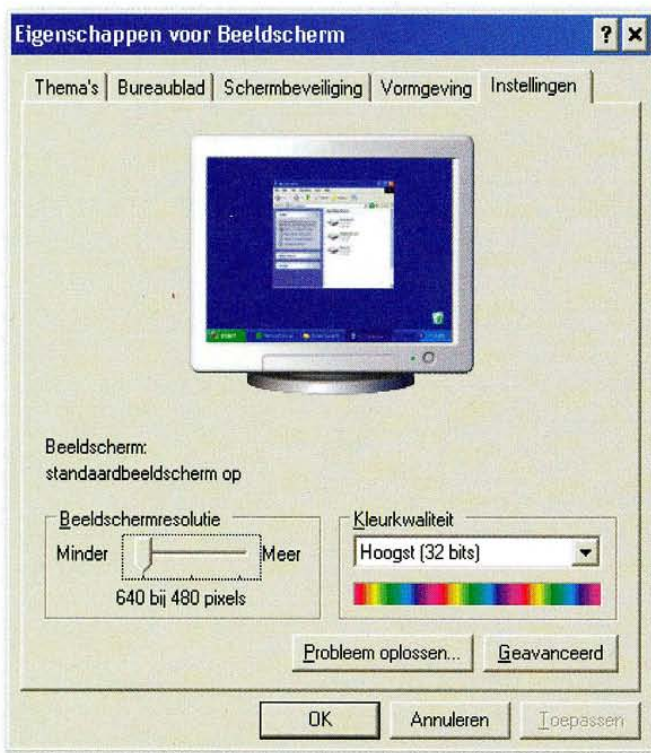 Eigenschappen voor Beeldscherm
Thema's Bureaublad Schermbeveiliging Vormgeving Instellingen
Beeldscherm:
standaardbeeldscherm op
Beeldschermresolutie
Minder Meer
640 bij 480 pixels
Kleurkwaliteit
Hoogst (32 bits)
Probleem oplossen... Geavanceerd
OK Annuleren Toepassen